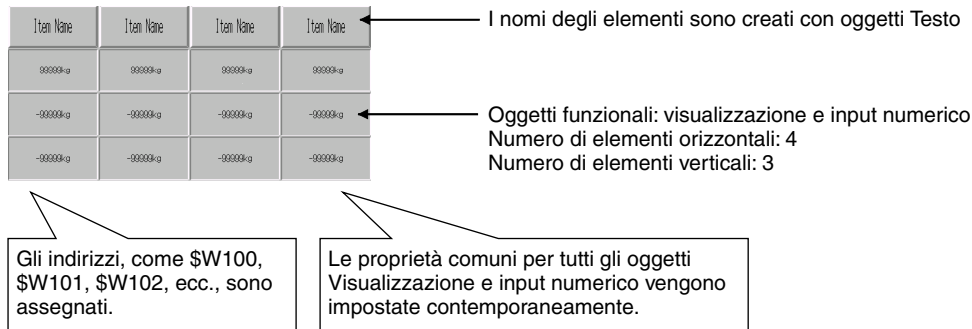 Item Name Item Name Item Name Item Name
I nomi degli elementi sono creati con oggetti Testo
99999kg 99999kg 99999kg 99999kg
-99999kg -99999kg -99999kg -99999kg
Oggetti funzionali: visualizzazione e input numerico
Numero di elementi orizzontali: 4
Numero di elementi verticali: 3
-99999kg -99999kg -99999kg -99999kg
Gli indirizzi, come $W100,
$W101, $W102, ecc., sono
assegnati.
Le proprietà comuni per tutti gli oggetti
Visualizzazione e input numerico vengono
impostate contemporaneamente.